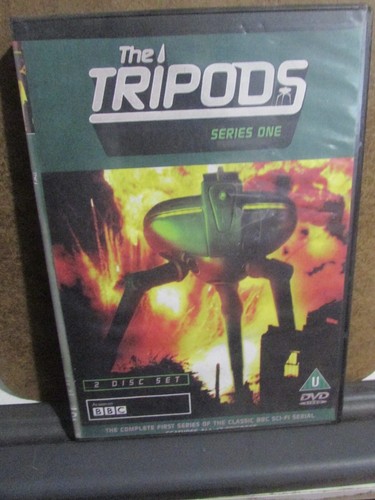 The
TRIPODS
SERIES ONE
2 DISC SET
BBC
U
DVD
THE COMPLETE FIRST SERIES OF THE CLASSIC BBC SCI-FI SERIAL